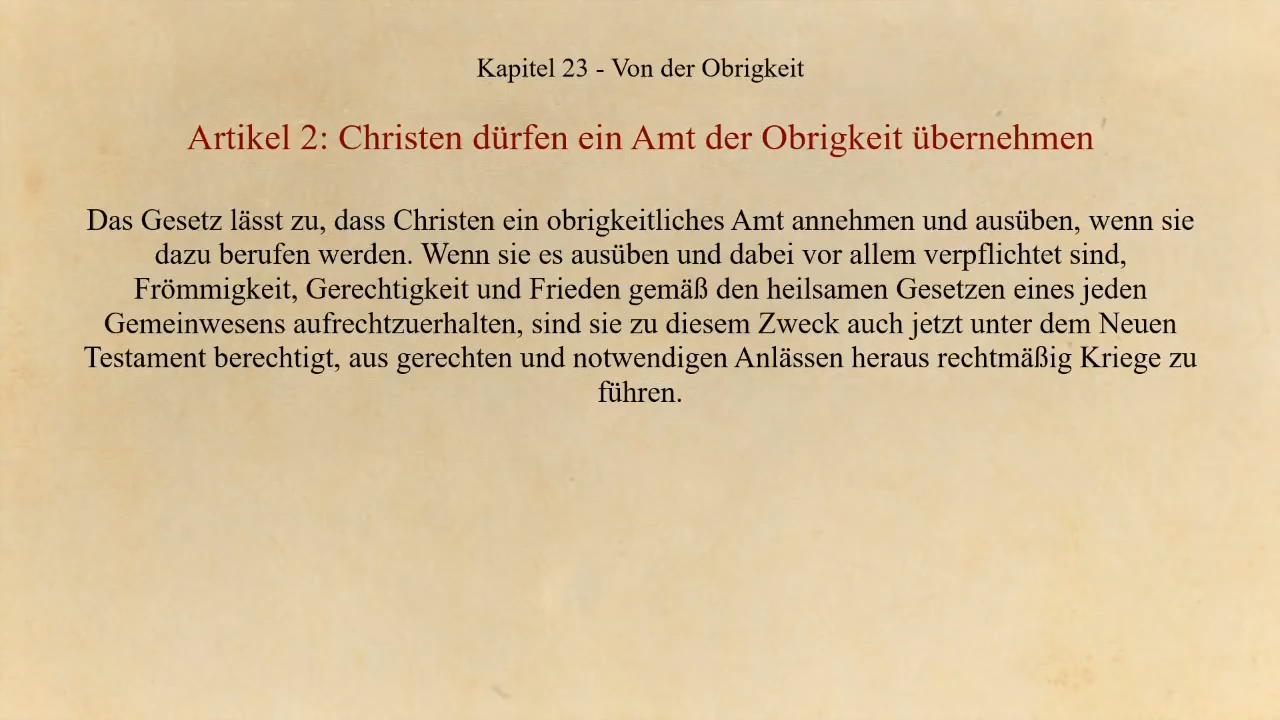 Kapitel 23 - Von der Obrigkeit
Artikel 2: Christen dürfen ein Amt der Obrigkeit übernehmen
Das Gesetz lässt zu, dass Christen ein obrigkeitliches Amt annehmen und ausüben, wenn sie
dazu berufen werden. Wenn sie es ausüben und dabei vor allem verpflichtet sind,
Frömmigkeit, Gerechtigkeit und Frieden gemäß den heilsamen Gesetzen eines jeden
Gemeinwesens aufrechtzuerhalten, sind sie zu diesem Zweck auch jetzt unter dem Neuen
Testament berechtigt, aus gerechten und notwendigen Anlässen heraus rechtmäßig Kriege zu
führen.